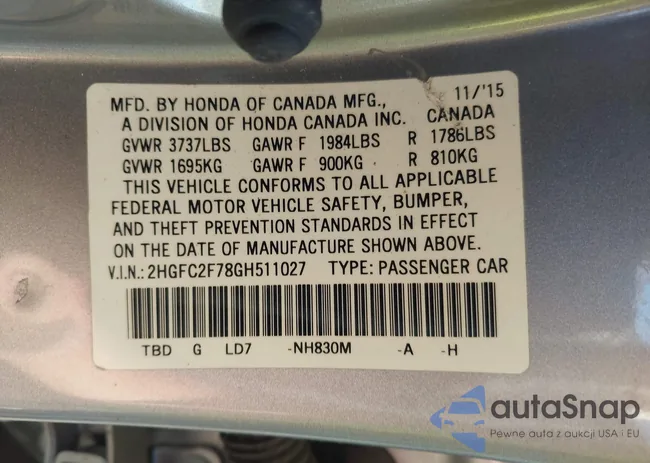 11/'15
MFD. BY HONDA OF CANADA MFG.,
A DIVISION OF HONDA CANADA INC. CANADA
GVWR 3737LBS GAWR F 1984LBS R 1786LBS
GVWR 1695KG GAWR F 900KG R 810KG
THIS VEHICLE CONFORMS TO ALL APPLICABLE
FEDERAL MOTOR VEHICLE SAFETY, BUMPER,
AND THEFT PREVENTION STANDARDS IN EFFECT
ON THE DATE OF MANUFACTURE SHOWN ABOVE.
V.I.N.: 2HGFC2F78GH511027 TYPE: PASSENGER CAR
TBD G LD7 -NH830M -A -H
autoSnap
Pewne auta z aukcji USA i EU